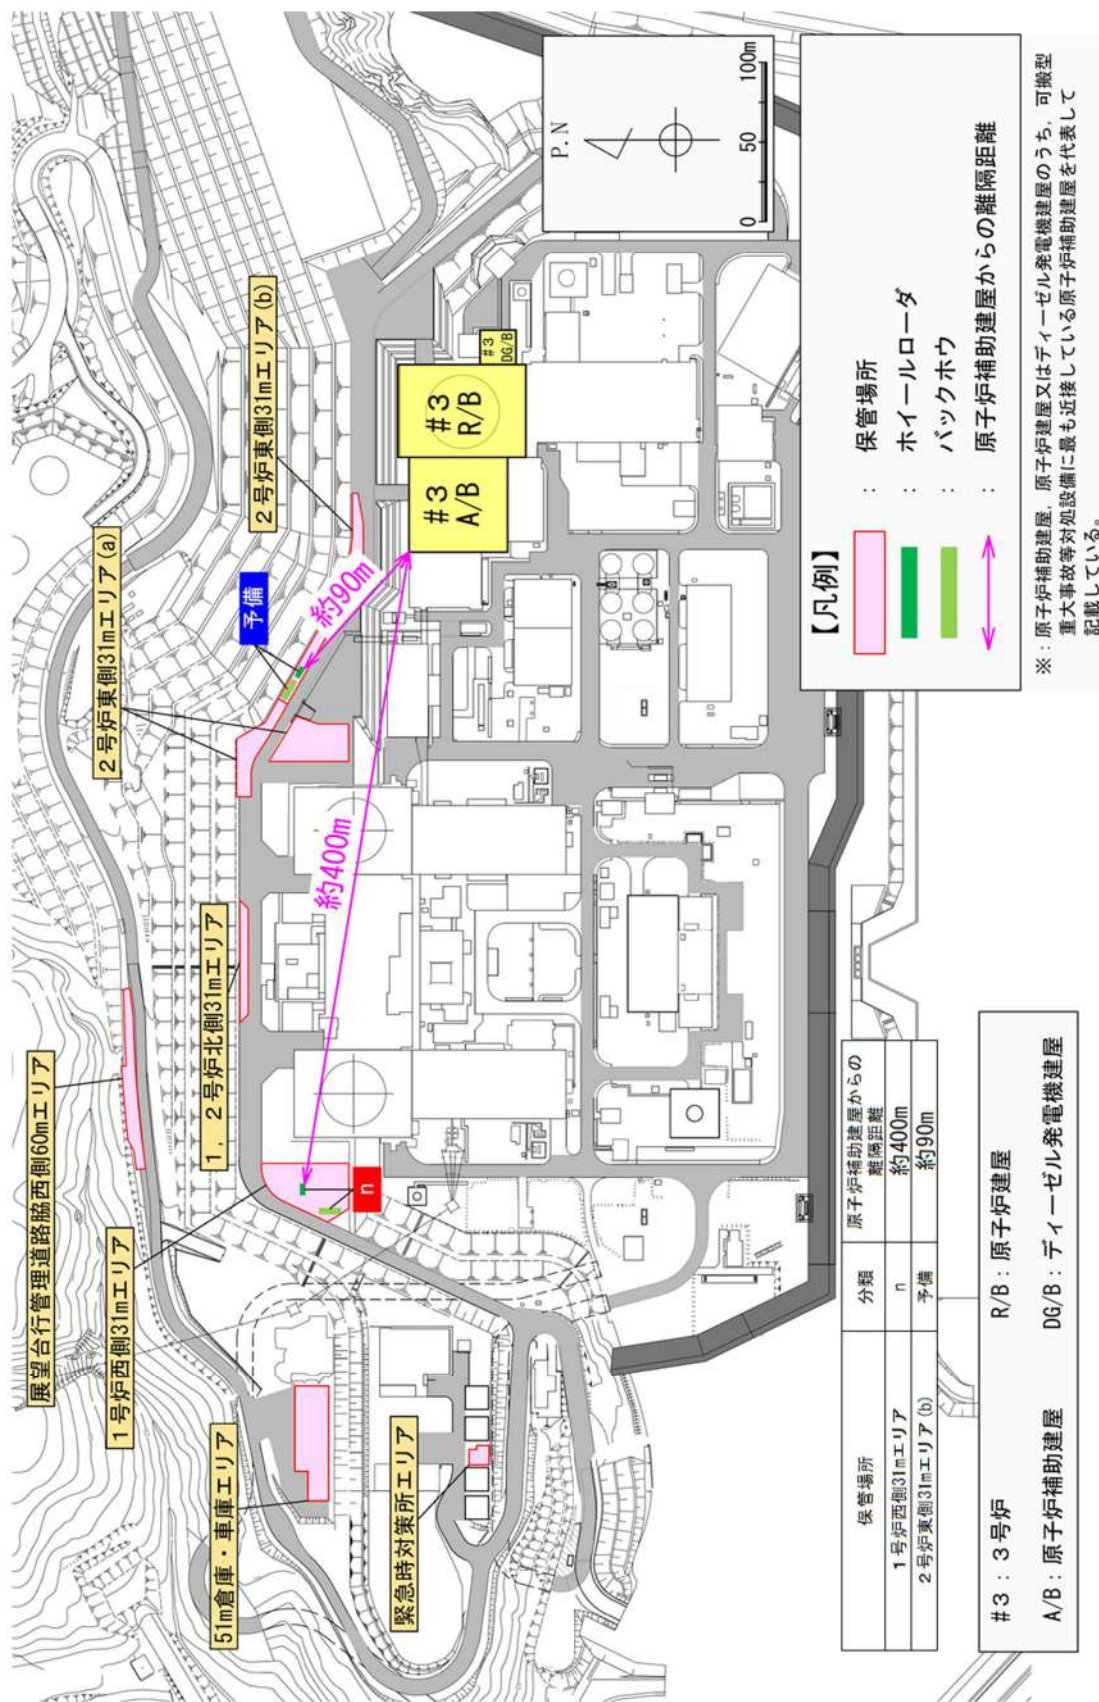 展望台行管理道路脇西側60mエリア
1号炉西側31mエリア
51m倉庫・車庫エリア
緊急時対策所エリア
1,2号炉北側31mエリア
2号炉東側31mエリア(a)
2号炉東側31mエリア(b)
予備
約90m
約400m
n
#3
R/B
#3
A/B
#3
DG/B
P.N
0 50 100m
【凡例】
: 保管場所
: ホイールローダ
: バックホウ
: 原子炉補助建屋からの離隔距離
※:原子炉補助建屋,原子炉建屋又はディーゼル発電機建屋のうち,可搬型
重大事故等対処設備に最も近接している原子炉補助建屋を代表して
記載している。
保管場所 分類 原子炉補助建屋からの
離隔距離
1号炉西側31mエリア n 約400m
2号炉東側31mエリア(b) 予備 約90m
#3:3号炉 R/B:原子炉建屋
A/B:原子炉補助建屋 DG/B:ディーゼル発電機建屋